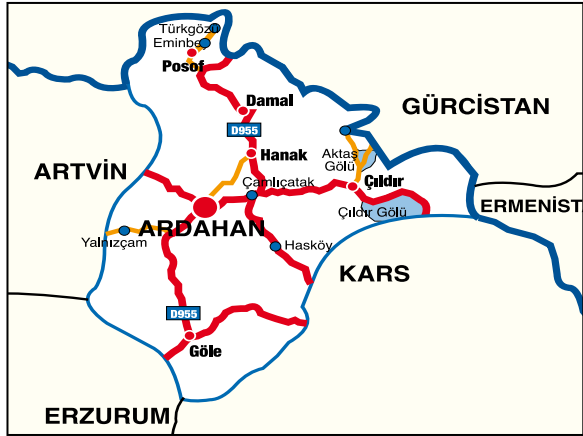 Türkgözü
Eminbey
Posof
Damal
GÜRCİSTAN
D955
Hanak
Aktaş
Gölü
ARTVİN
Çıldır
Çamlıçatak
ERMENİST
Çıldır Gölü
ARDAHAN
Yalnızçam
Hasköy
KARS
D955
Göle
ERZURUM